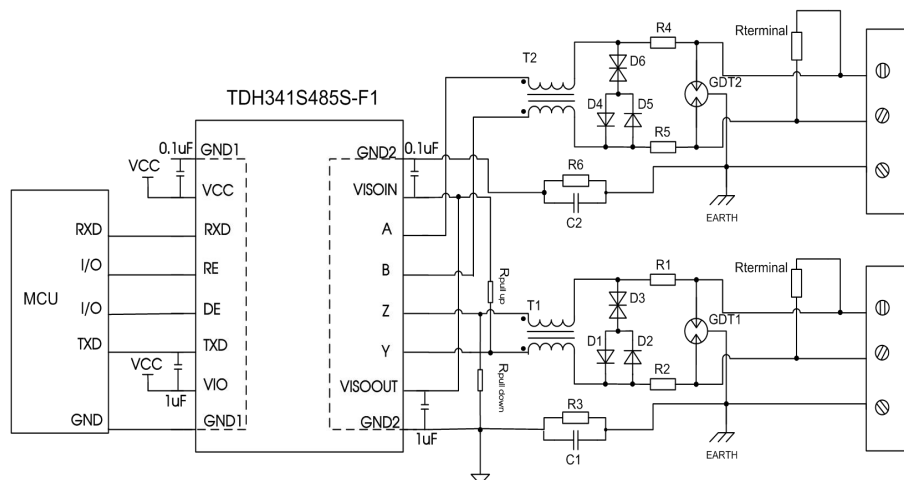 TDH341S485S-F1
T2
R4
Rterminal
D6
D4
D5
GDT2
R5
0.1uF
GND1
GND2
0.1uF
VCC
VCC
VISOIN
R6
C2
EARTH
RXD
RXD
A
I/O
RE
B
MCU
I/O
DE
Z
Rpull up
T1
R1
Rterminal
D3
D1
D2
GDT1
TXD
TXD
Y
VCC
VIO
VISOOUT
R2
Rpull down
1uF
1uF
GND
GND1
GND2
R3
C1
EARTH